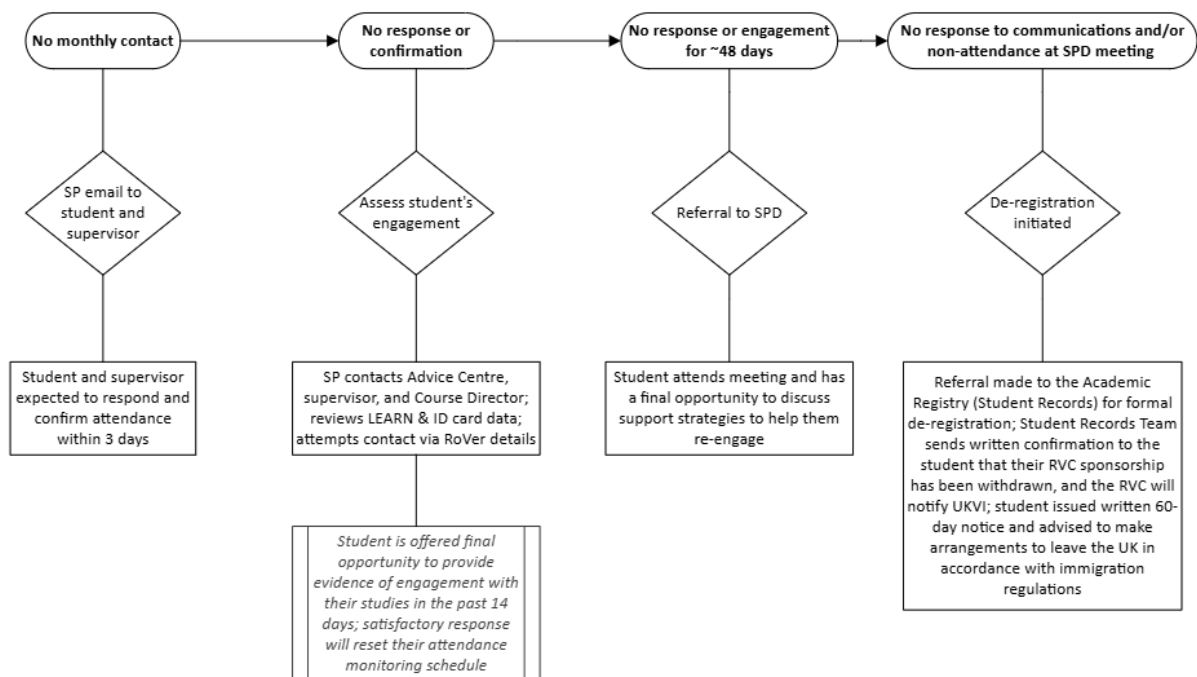 No monthly contact
No response or
confirmation
No response or engagement
for ~48 days
No response to communications and/or
non-attendance at SPD meeting
SP email to
student and
supervisor
Assess student's
engagement
Referral to SPD
De-registration
initiated
Student and supervisor
expected to respond and
confirm attendance
within 3 days
SP contacts Advice Centre,
supervisor, and Course Director;
reviews LEARN & ID card data;
attempts contact via RoVer details
Student attends meeting and has
a final opportunity to discuss
support strategies to help them
re-engage
Referral made to the Academic
Registry (Student Records) for formal
de-registration; Student Records Team
sends written confirmation to the
student that their RVC sponsorship
has been withdrawn, and the RVC will
notify UKVI; student issued written 60-
day notice and advised to make
arrangements to leave the UK in
accordance with immigration
regulations
Student is offered final
opportunity to provide
evidence of engagement with
their studies in the past 14
days; satisfactory response
will reset their attendance
monitoring schedule